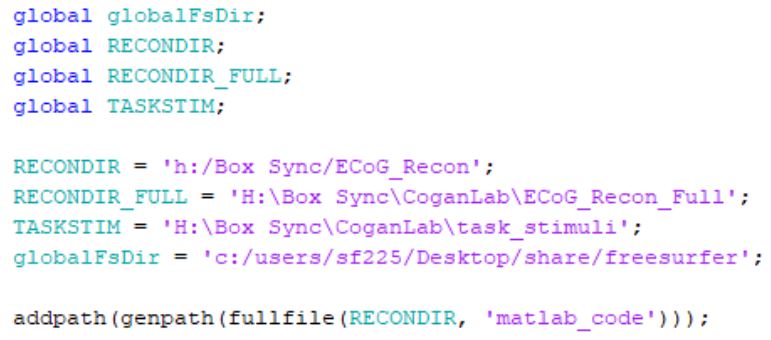 global globalFsDir;
global RECONDIR;
global RECONDIR_FULL;
global TASKSTIM;
RECONDIR = 'h:/Box Sync/ECoG_Recon';
RECONDIR_FULL = 'H:\Box Sync\CoganLab\ECoG_Recon_Full';
TASKSTIM = 'H:\Box Sync\CoganLab\task_stimuli';
globalFsDir = 'c:/users/sf225/Desktop/share/freesurfer';
addpath(genpath(fullfile(RECONDIR, 'matlab_code')));